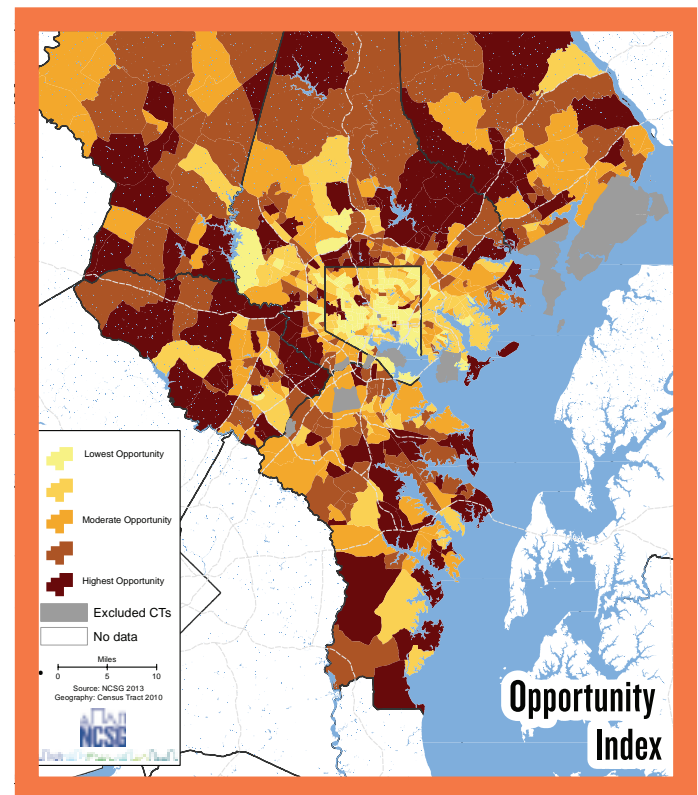 Lowest Opportunity
Moderate Opportunity
Highest Opportunity
Excluded CTs
No data
Miles
0 5 10
Source: NCSG 2013
Geography: Census Tract 2010
NCSG
Opportunity
Index